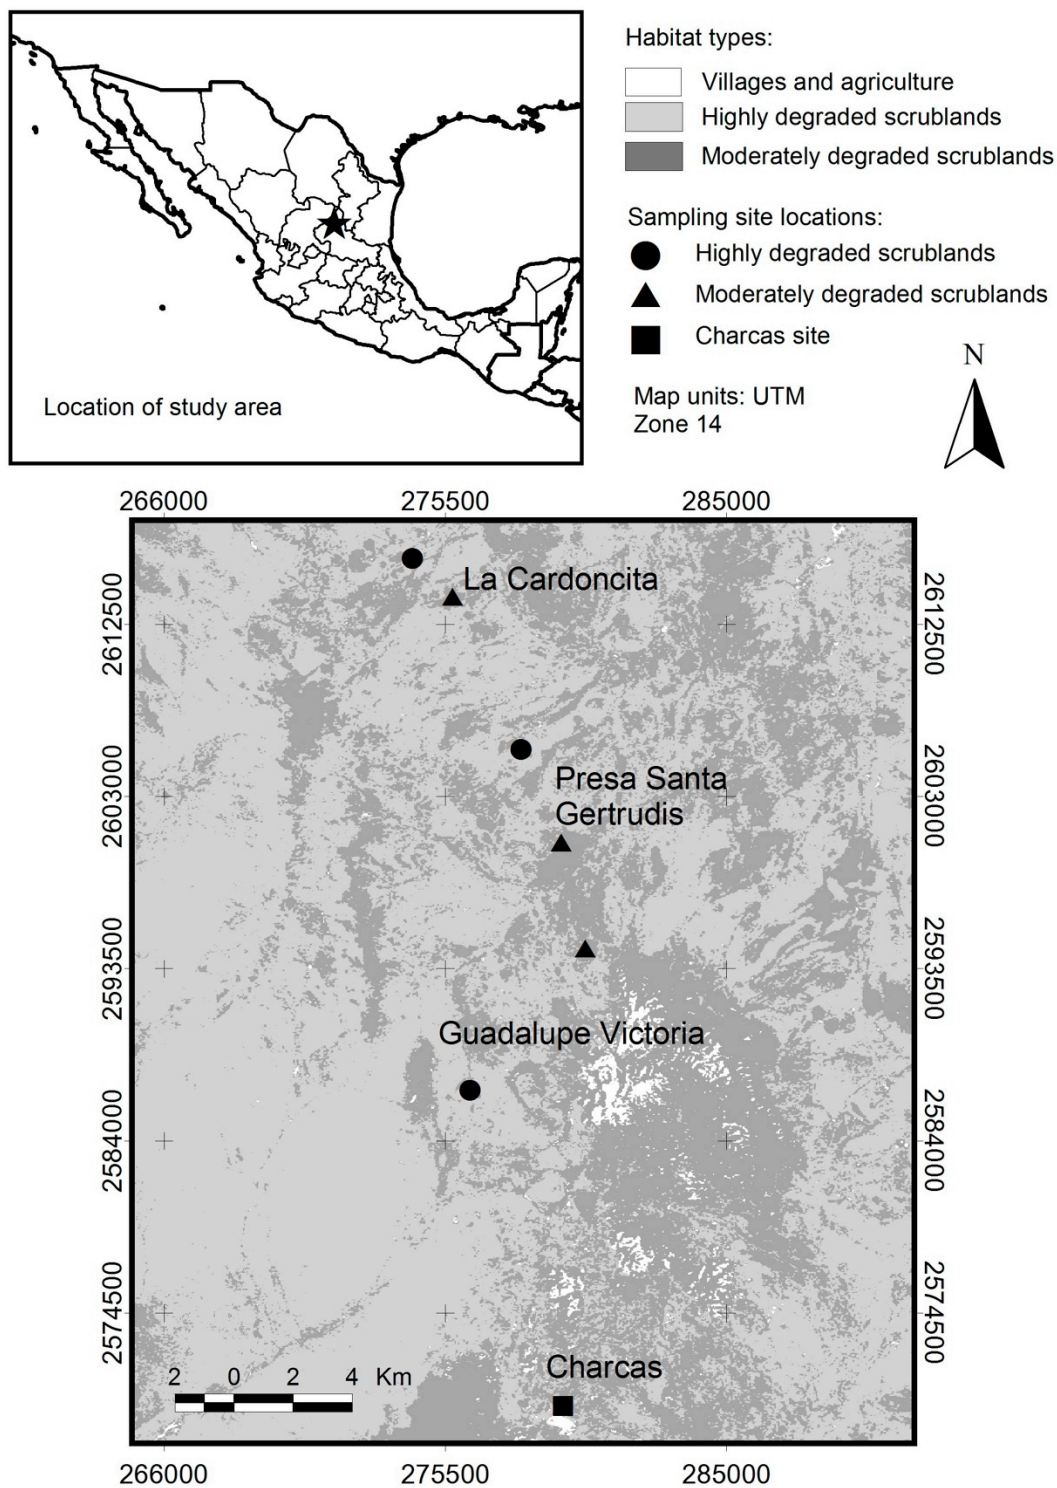 Location of study area
Habitat types:
Villages and agriculture
Highly degraded scrublands
Moderately degraded scrublands
Sampling site locations:
Highly degraded scrublands
Moderately degraded scrublands
Charcas site
Map units: UTM
Zone 14
N
266000 275500 285000
La Cardoncita
2612500 2612500
Presa Santa
Gertrudis
2603000 2603000
2593500 2593500
Guadalupe Victoria
2584000 2584000
2574500 2574500
Charcas
2 0 2 4 Km
266000 275500 285000